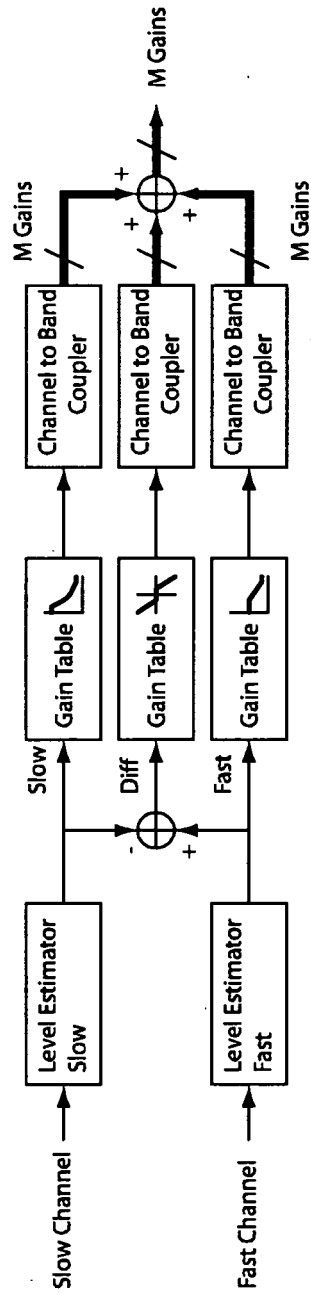 Slow Channel
Level Estimator
Slow
Slow
Gain Table
Channel to Band
Coupler
M Gains
-
+
Diff
Gain Table
Channel to Band
Coupler
+
+
+
M Gains
Fast Channel
Level Estimator
Fast
Fast
Gain Table
Channel to Band
Coupler
M Gains